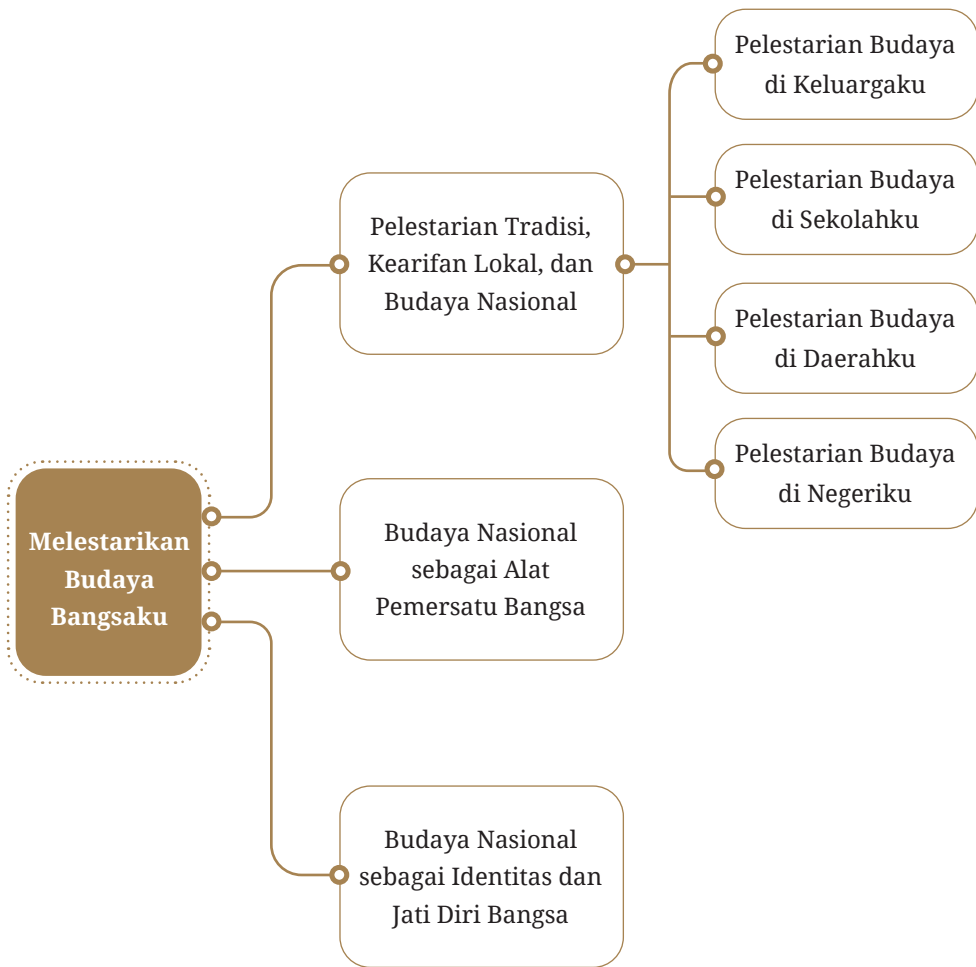 Melestarikan
Budaya
Bangsaku
Pelestarian Tradisi,
Kearifan Lokal, dan
Budaya Nasional
Pelestarian Budaya
di Keluargaku
Pelestarian Budaya
di Sekolahku
Pelestarian Budaya
di Daerahku
Pelestarian Budaya
di Negeriku
Budaya Nasional
sebagai Alat
Pemersatu Bangsa
Budaya Nasional
sebagai Identitas dan
Jati Diri Bangsa